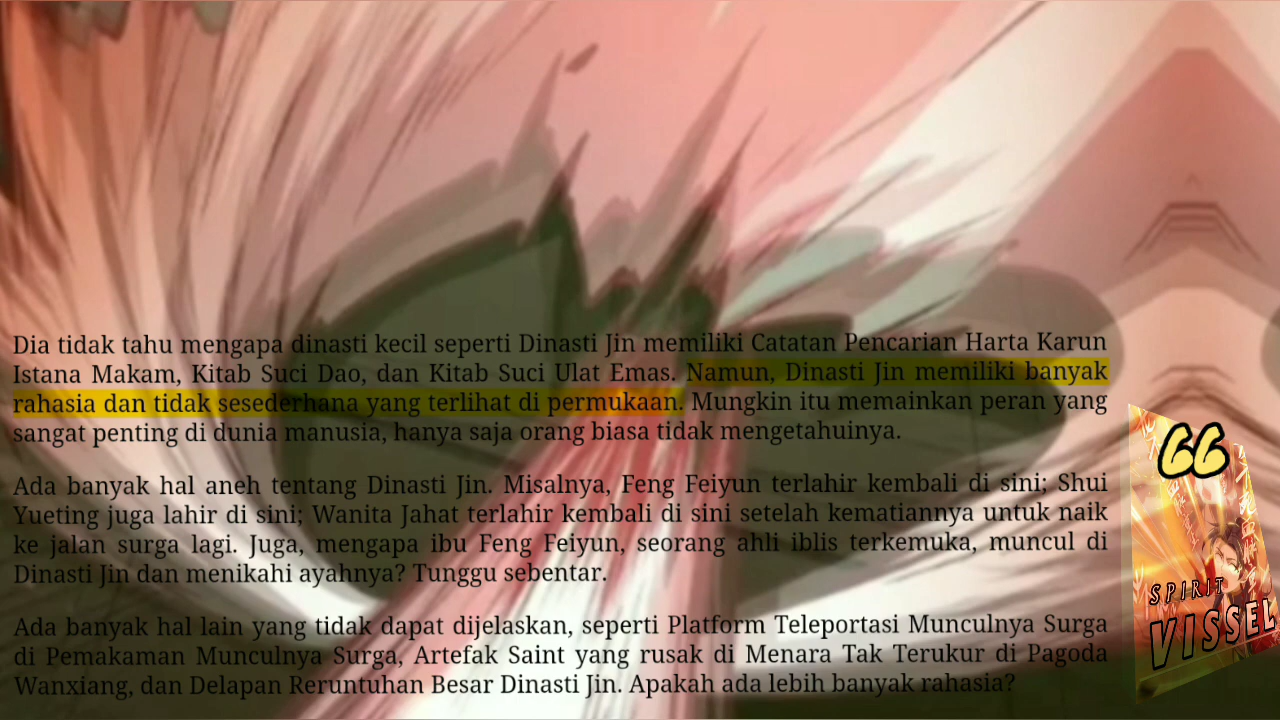 Dia tidak tahu mengapa dinasti kecil seperti Dinasti Jin memiliki Catatan Pencarian Harta Karun
Istana Makam, Kitab Suci Dao, dan Kitab Suci Ulat Emas. Namun, Dinasti Jin memiliki banyak
rahasia dan tidak sesederhana yang terlihat di permukaan. Mungkin itu memainkan peran yang
sangat penting di dunia manusia, hanya saja orang biasa tidak mengetahuinya.
Ada banyak hal aneh tentang Dinasti Jin. Misalnya, Feng Feiyun terlahir kembali di sini; Shui
Yueting juga lahir di sini; Wanita Jahat terlahir kembali di sini setelah kematiannya untuk naik
ke jalan surga lagi. Juga, mengapa ibu Feng Feiyun, seorang ahli iblis terkemuka, muncul di
Dinasti Jin dan menikahi ayahnya? Tunggu sebentar.
Ada banyak hal lain yang tidak dapat dijelaskan, seperti Platform Teleportasi Munculnya Surga
di Pemakaman Munculnya Surga, Artefak Saint yang rusak di Menara Tak Terukur di Pagoda
Wanxiang, dan Delapan Reruntuhan Besar Dinasti Jin. Apakah ada lebih banyak rahasia?
66
SPIRIT
VISSEL